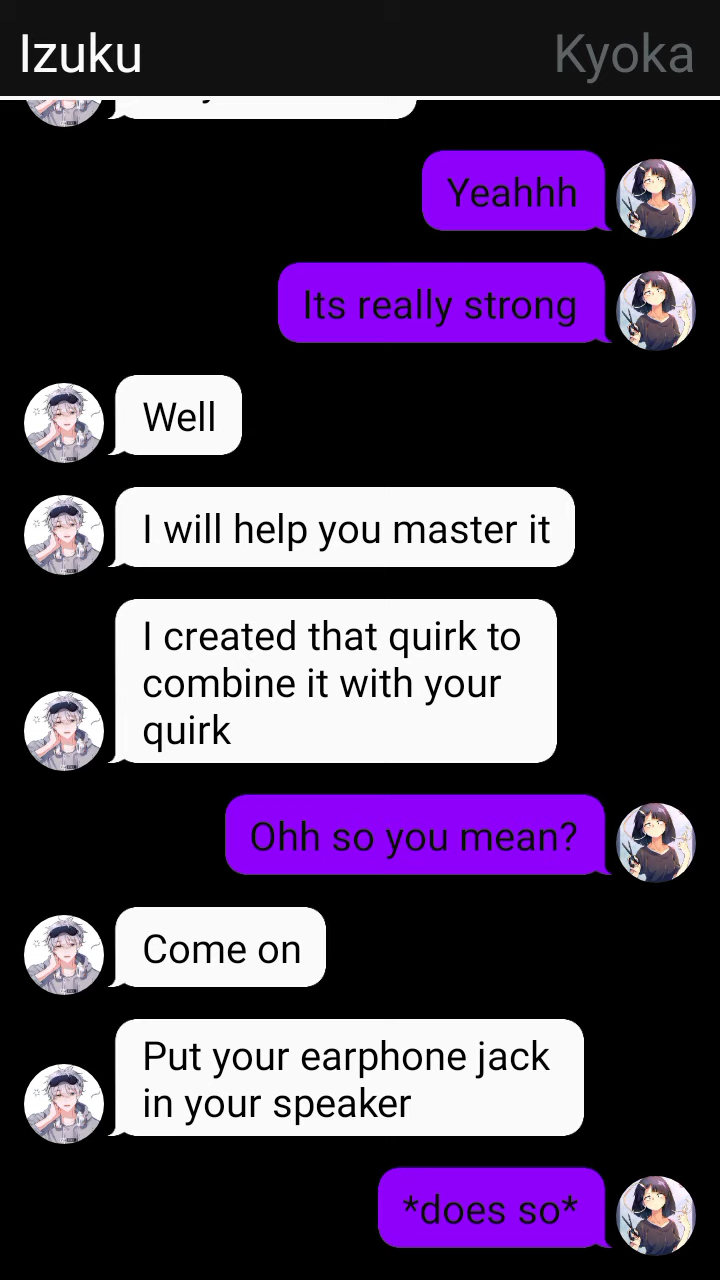 Izuku
Kyoka
Yeahhh
Its really strong
Well
I will help you master it
I created that quirk to
combine it with your
quirk
Ohh so you mean?
Come on
Put your earphone jack
in your speaker
*does so*